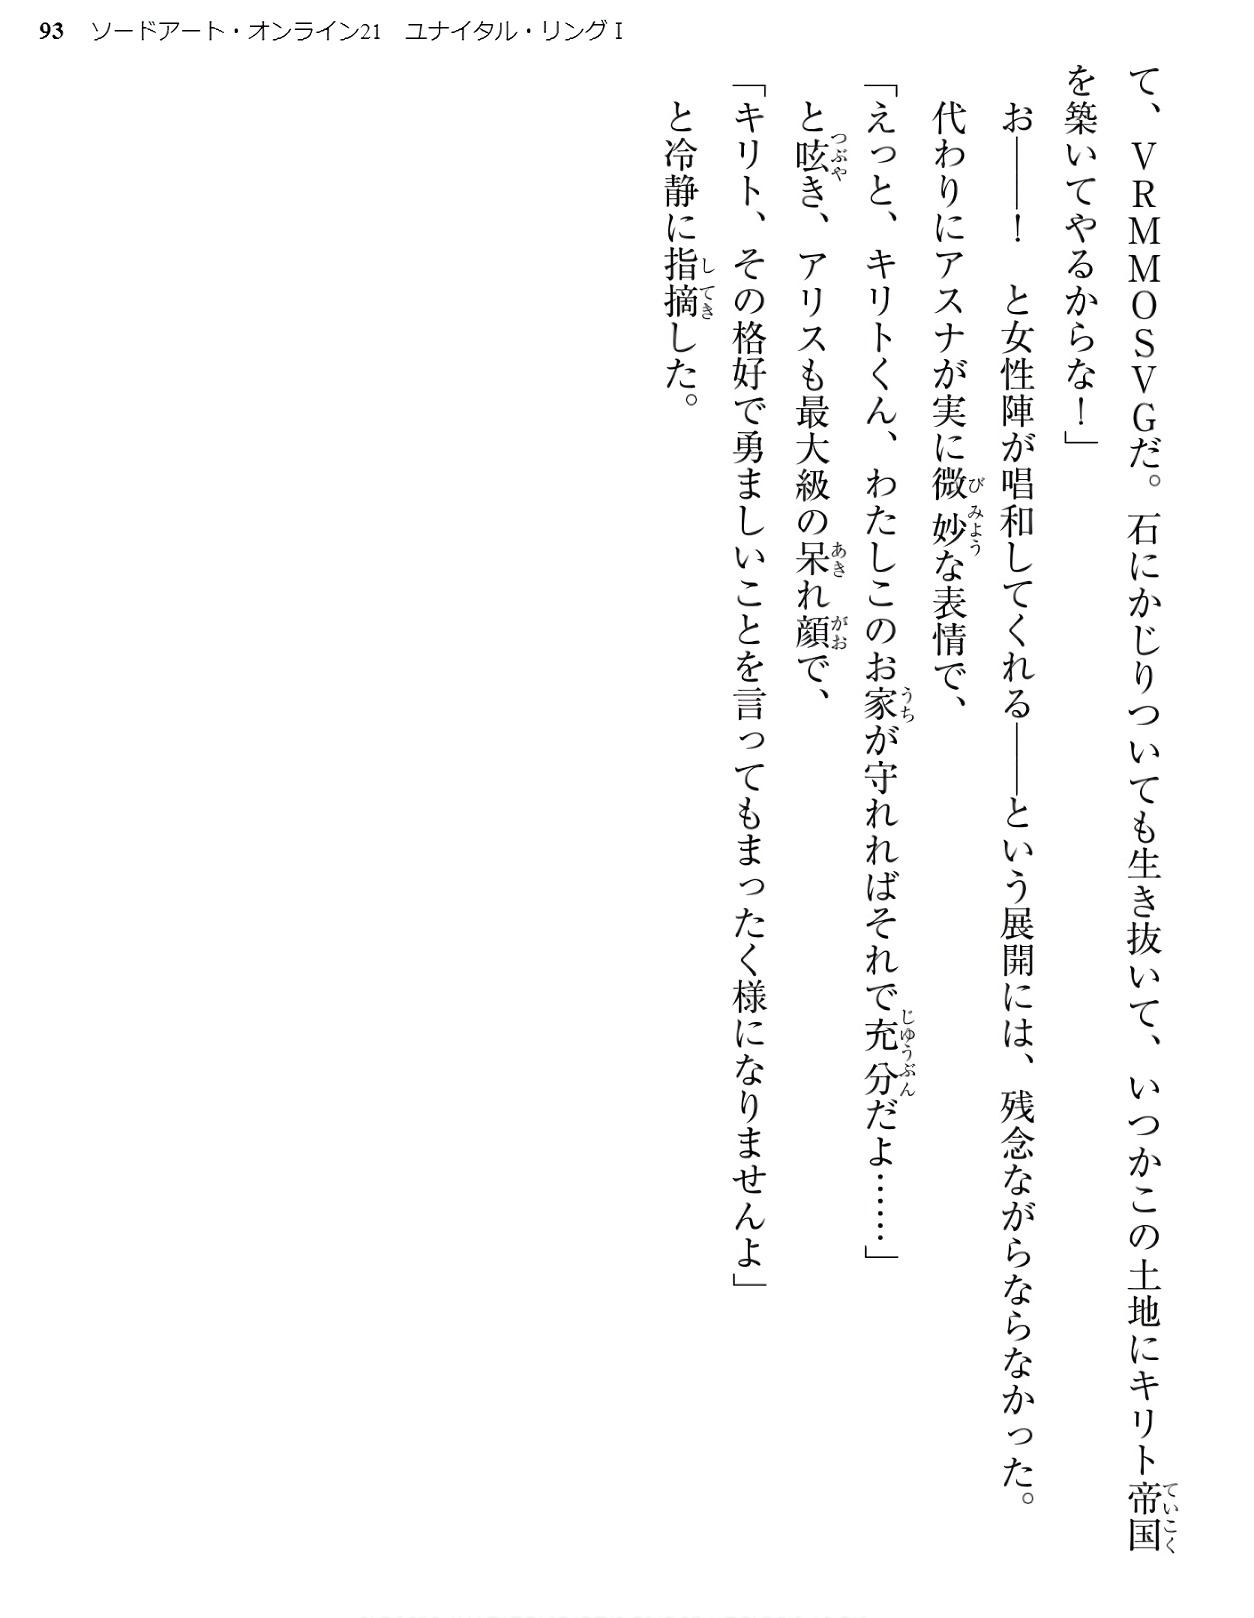 93 ソードアート・オンライン21 ユナイタル・リングⅠ
て、ＶＲＭＭＯＳＶＧだ。石にかじりついても生き抜いて、いつかこの土地にキリト帝国
を築いてやるからな！」
　お――！　と女性陣が唱和してくれる――という展開には、残念ながらならなかった。
　代わりにアスナが実に微妙な表情で、
「えっと、キリトくん、わたしこのお家が守れればそれで充分だよ……」
　と呟き、アリスも最大級の呆れ顔で、
「キリト、その格好で勇ましいことを言ってもまったく様になりませんよ」
　と冷静に指摘した。